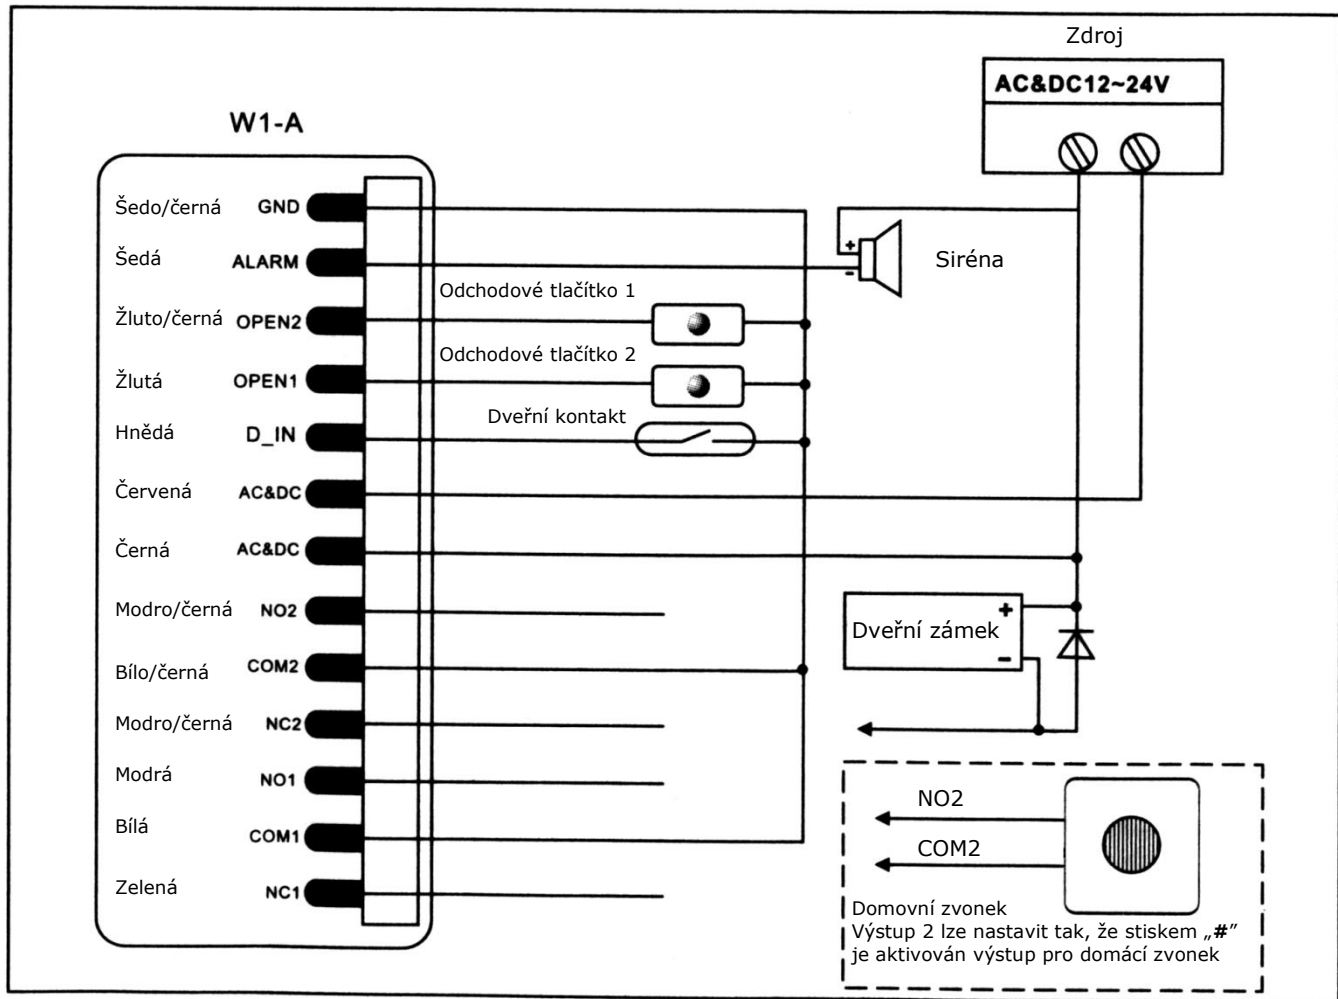 Zdroj
AC&DC12~24V
W1-A
Šedo/černá GND
Šedá ALARM
+
-
Siréna
Odchodové tlačítko 1
Žluto/černá OPEN2
Odchodové tlačítko 2
Žlutá OPEN1
Dveřní kontakt
Hnědá D_IN
Červená AC&DC
Černá AC&DC
Modro/černá NO2
Dveřní zámek
+
-
Bílo/černá COM2
Modro/černá NC2
Modrá NO1
Bílá COM1
Zelená NC1
NO2
COM2
Domovní zvonek
Výstup 2 lze nastavit tak, že stiskem „#”
je aktivován výstup pro domácí zvonek